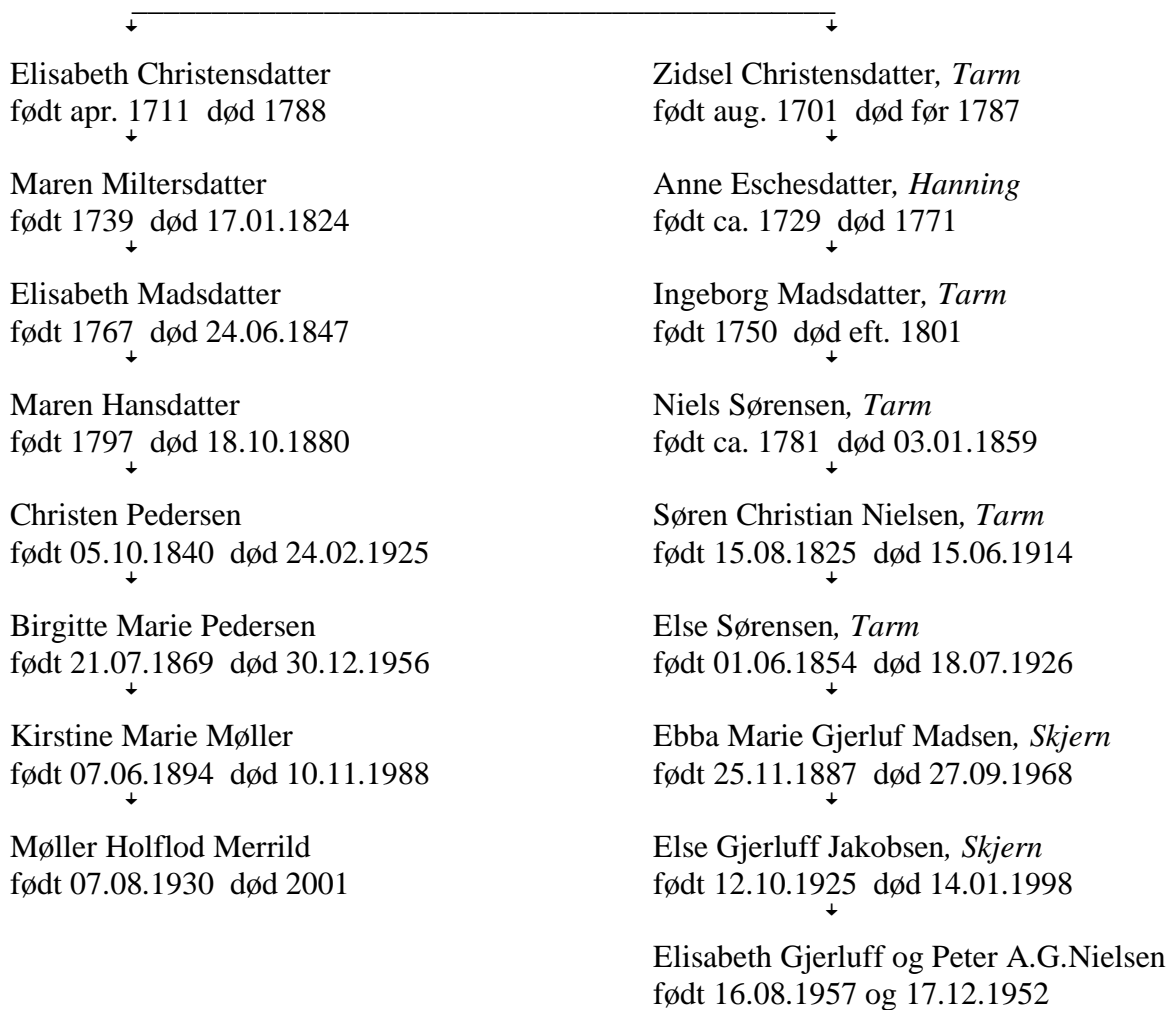 Elisabeth Christensdatter
født apr. 1711 død 1788
Maren Miltersdatter
født 1739 død 17.01.1824
Elisabeth Madsdatter
født 1767 død 24.06.1847
Maren Hansdatter
født 1797 død 18.10.1880
Christen Pedersen
født 05.10.1840 død 24.02.1925
Birgitte Marie Pedersen
født 21.07.1869 død 30.12.1956
Kirstine Marie Møller
født 07.06.1894 død 10.11.1988
Møller Holflod Merrild
født 07.08.1930 død 2001
Zidsel Christensdatter, Tarm
født aug. 1701 død før 1787
Anne Eschesdatter, Hanning
født ca. 1729 død 1771
Ingeborg Madsdatter, Tarm
født 1750 død eft. 1801
Niels Sørensen, Tarm
født ca. 1781 død 03.01.1859
Søren Christian Nielsen, Tarm
født 15.08.1825 død 15.06.1914
Else Sørensen, Tarm
født 01.06.1854 død 18.07.1926
Ebba Marie Gjerluf Madsen, Skjern
født 25.11.1887 død 27.09.1968
Else Gjerluff Jakobsen, Skjern
født 12.10.1925 død 14.01.1998
Elisabeth Gjerluff og Peter A.G.Nielsen
født 16.08.1957 og 17.12.1952